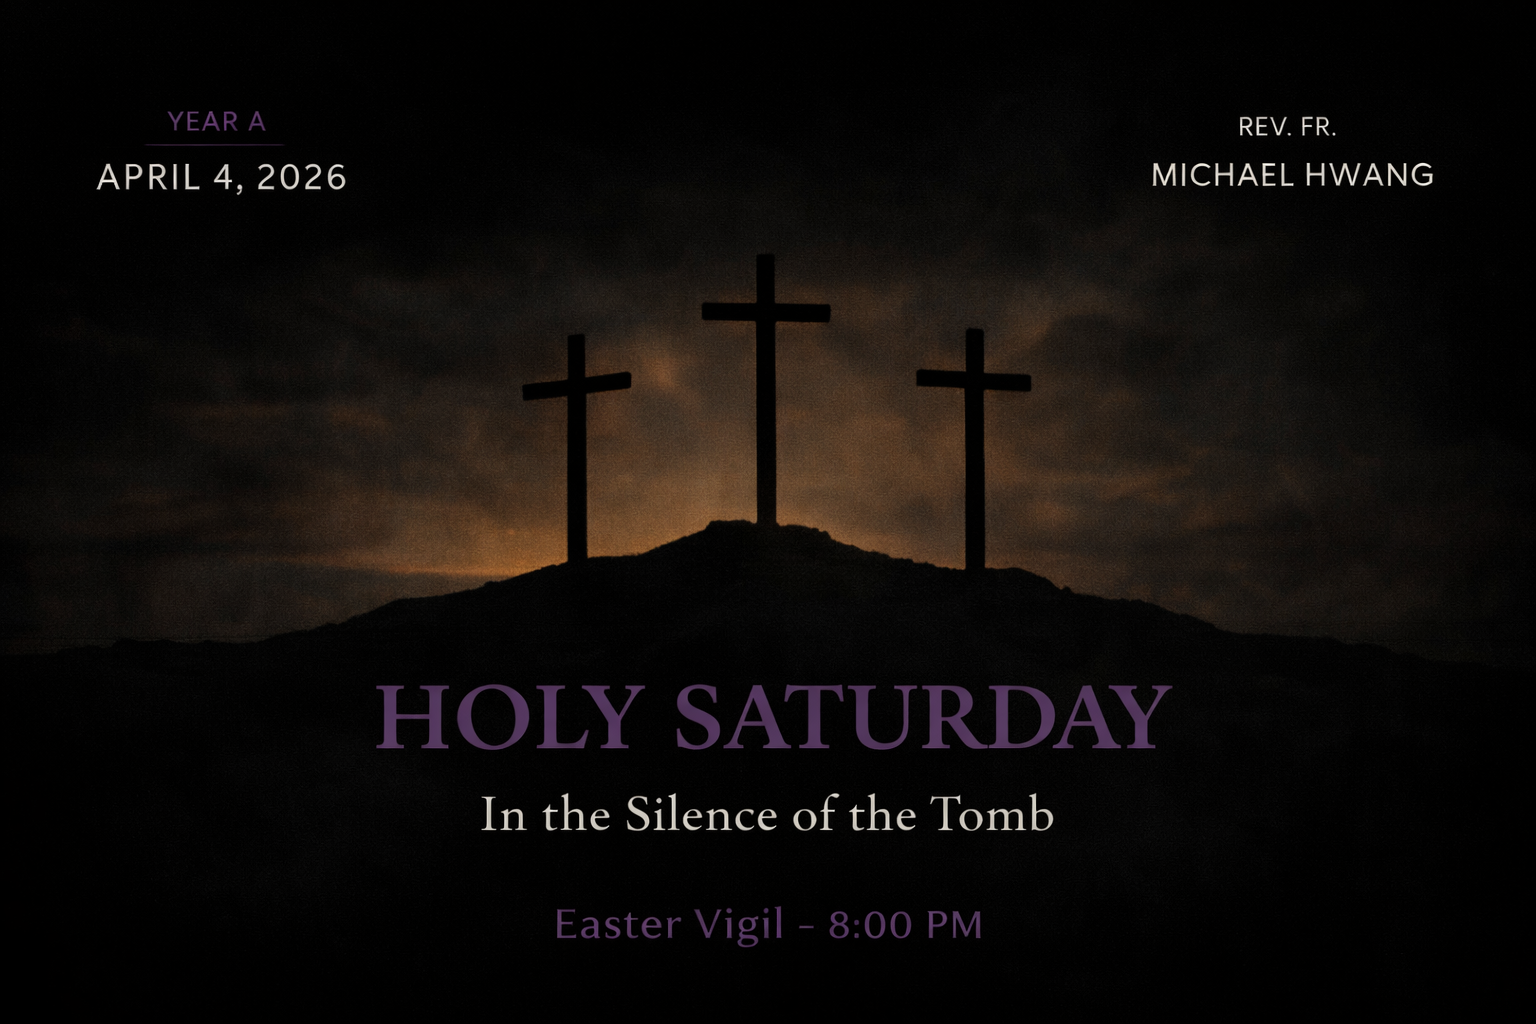 YEAR A
APRIL 4, 2026
REV. FR.
MICHAEL HWANG
HOLY SATURDAY
In the Silence of the Tomb
Easter Vigil – 8:00 PM